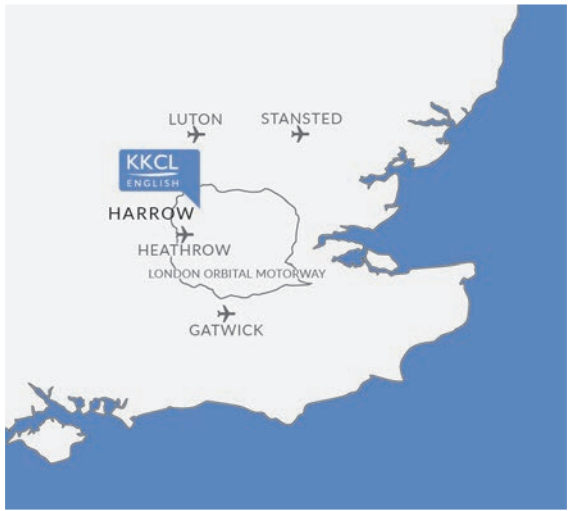 LUTON
STANSTED
KKCL
ENGLISH
HARROW
HEATHROW
LONDON ORBITAL MOTORWAY
GATWICK